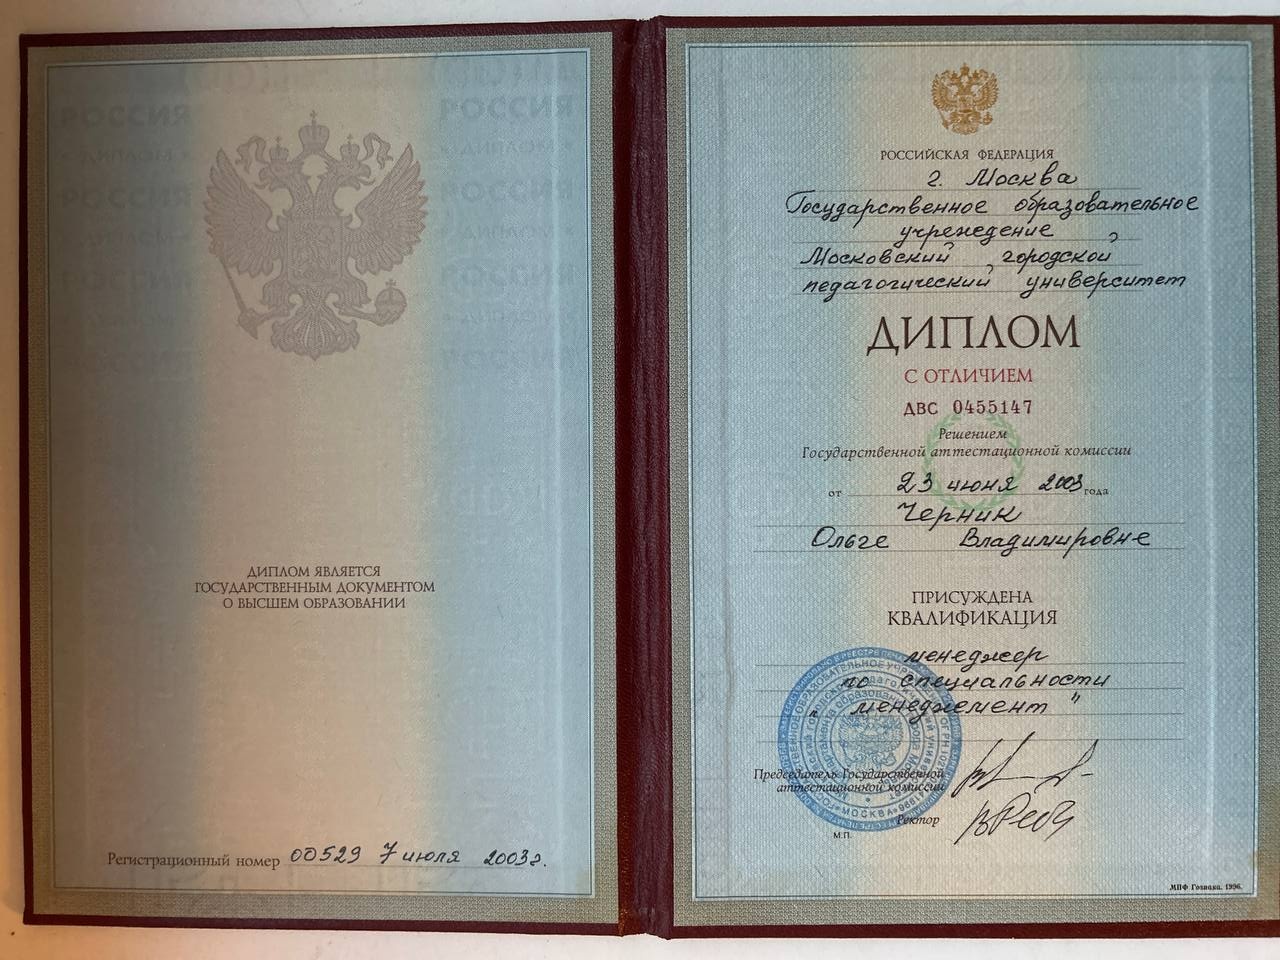 ДИПЛОМ ЯВЛЯЕТСЯ
ГОСУДАРСТВЕННЫМ ДОКУМЕНТОМ
О ВЫСШЕМ ОБРАЗОВАНИИ
Регистрационный номер 00529 7 июля 2003г.
РОССИЙСКАЯ ФЕДЕРАЦИЯ
г. Москва
Государственное образовательное
учреждение
Московский городской
педагогический университет
ДИПЛОМ
С ОТЛИЧИЕМ
ДВС 0455147
Решением
Государственной аттестационной комиссии
от 23 июня 2003 года
Черник
Ольге Владимировне
ПРИСУЖДЕНА
КВАЛИФИКАЦИЯ
менеджер
по специальности
„менеджмент"
Председатель Государственной
аттестационной комиссии
Ректор
М.П.
МОСКВА
МПФ Гознака. 1996.